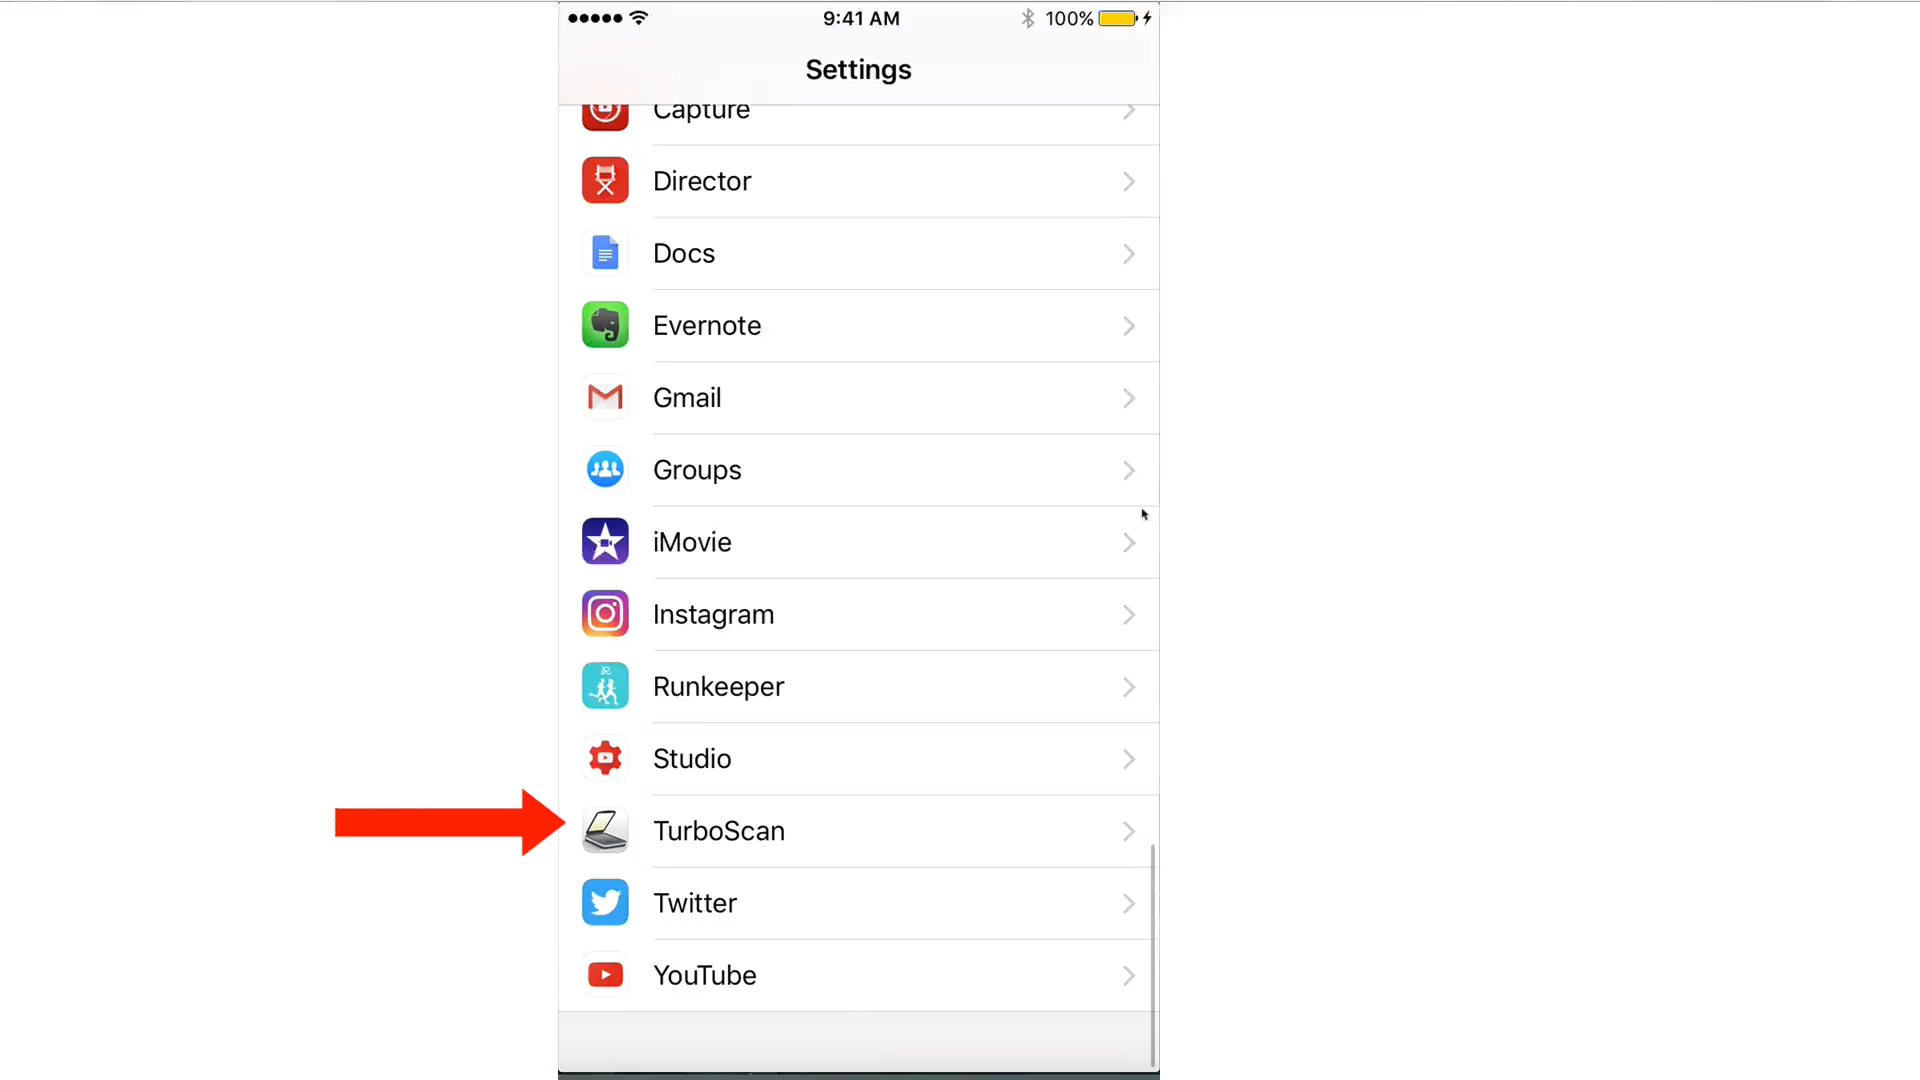 9:41 AM
100%
Settings
Capture
Director
Docs
Evernote
Gmail
Groups
iMovie
Instagram
Runkeeper
Studio
TurboScan
Twitter
YouTube